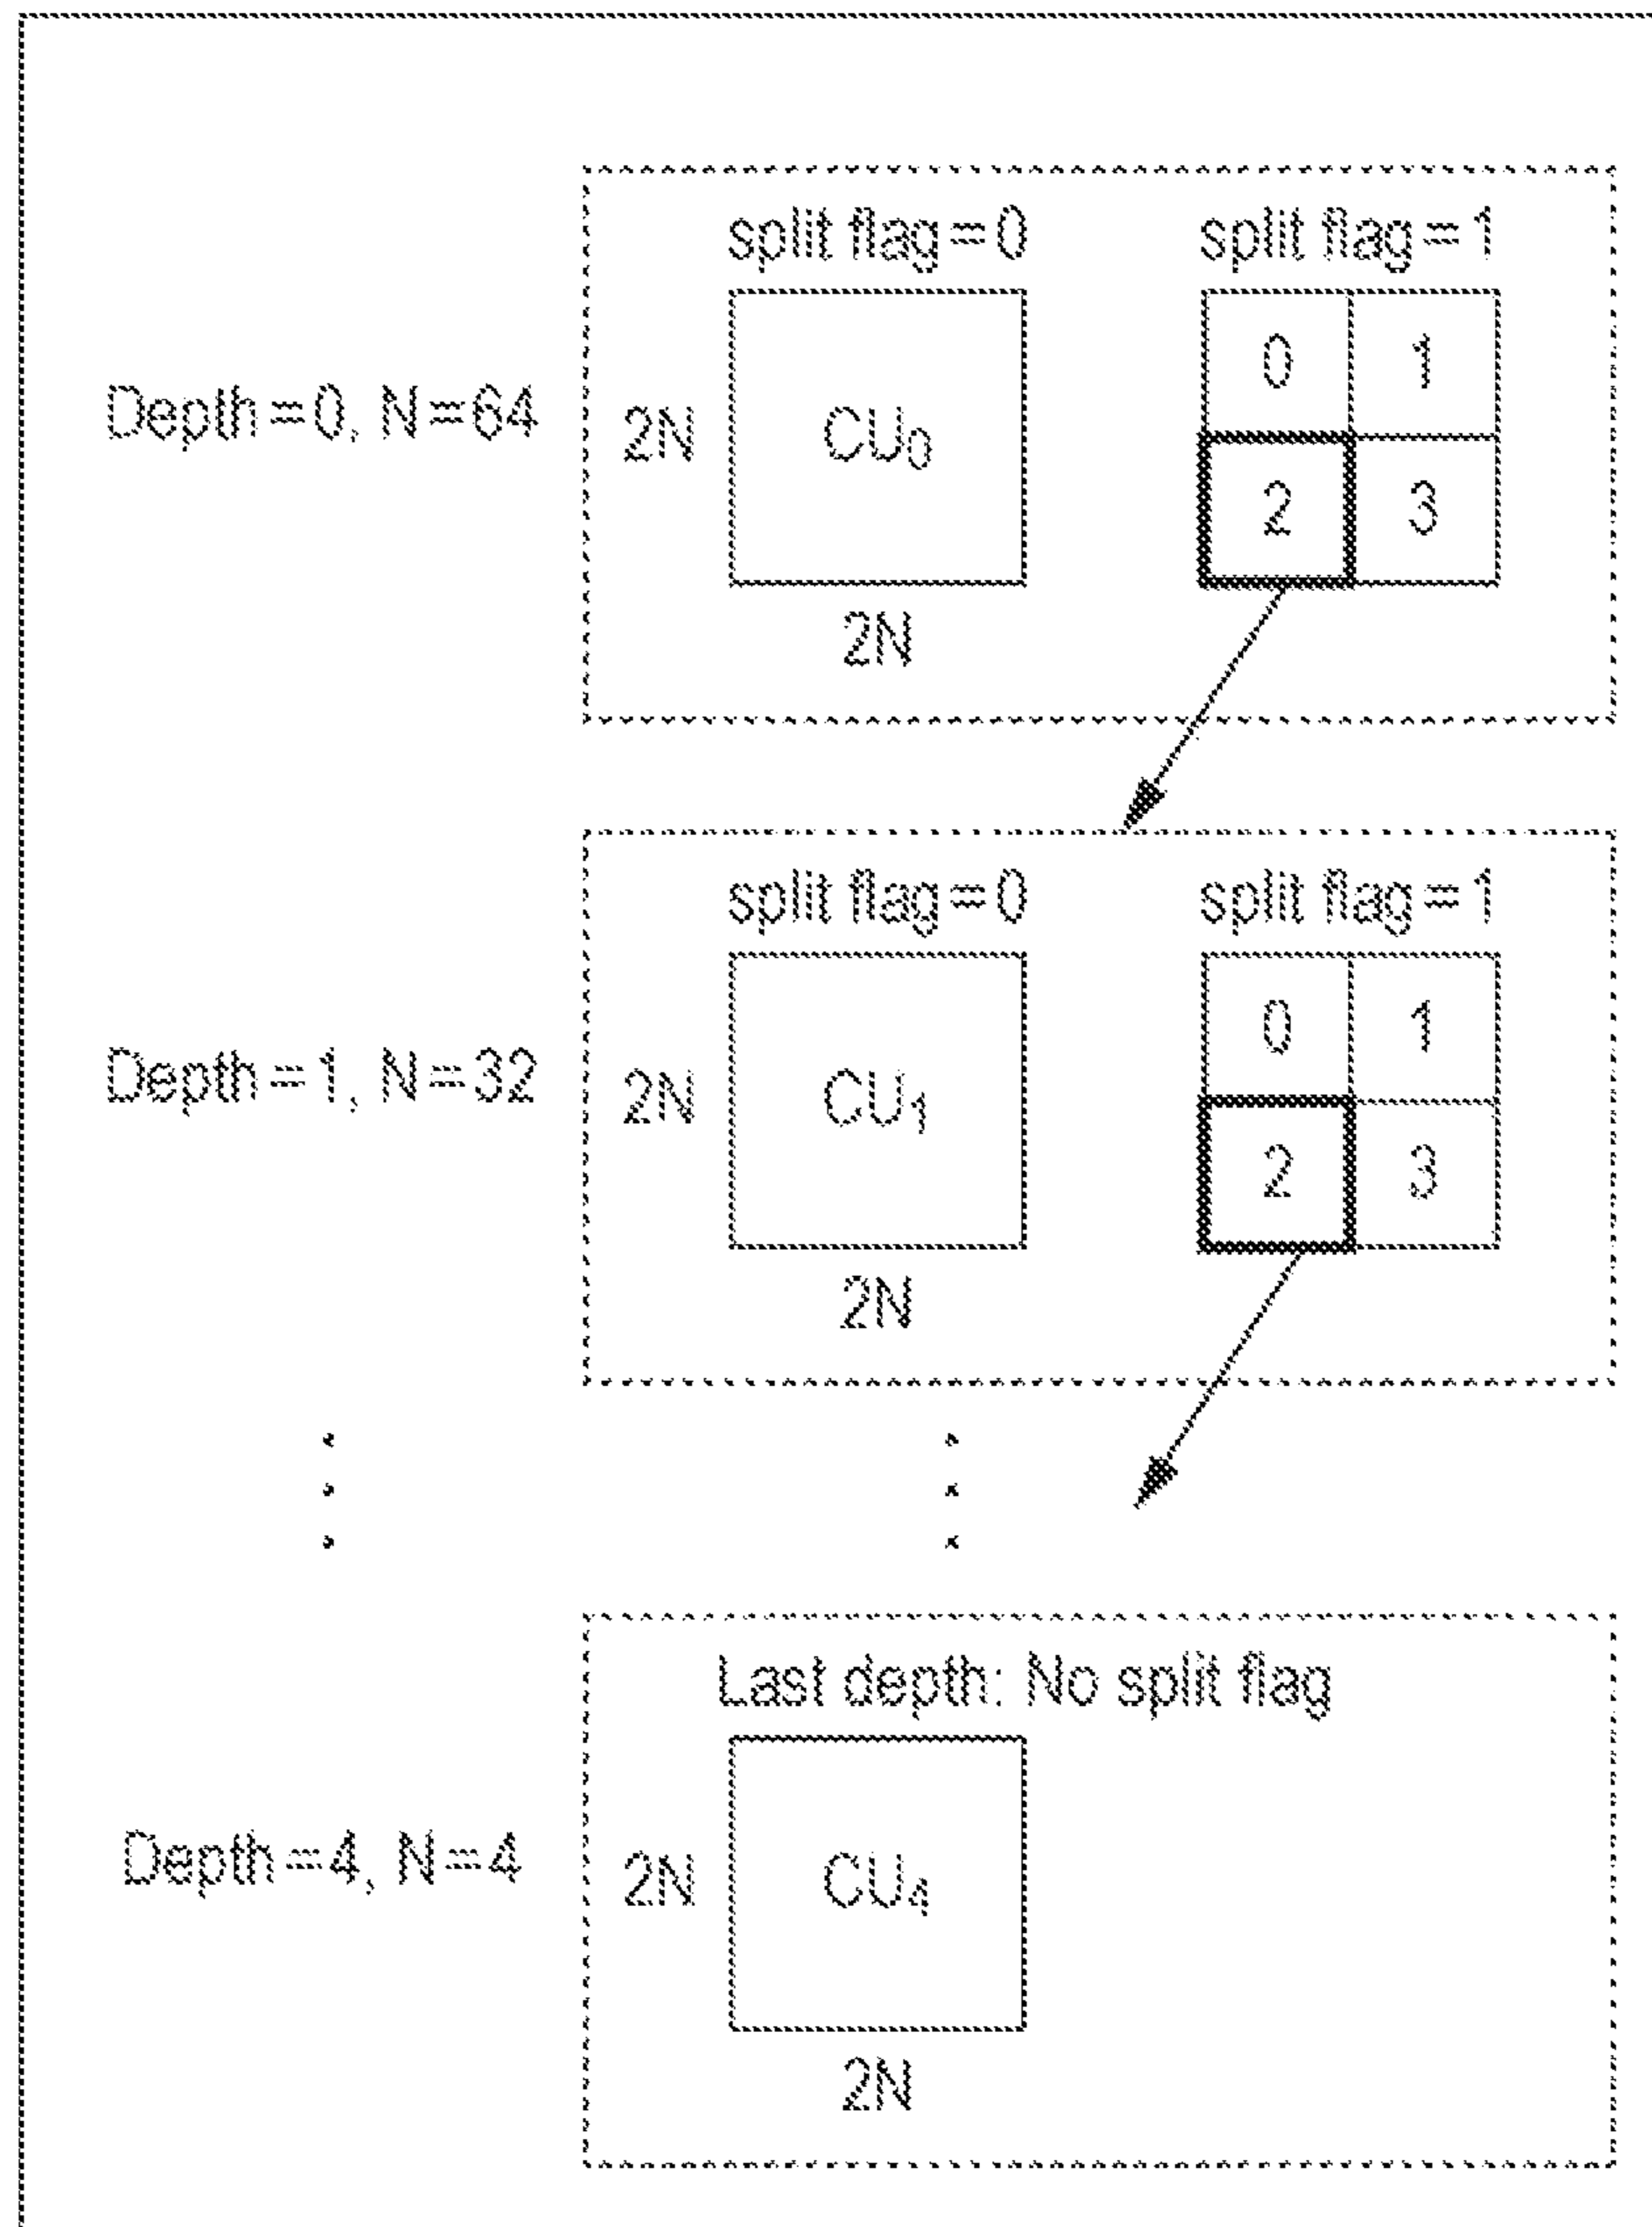 split flag=0 split flag=1
0 1
Depth=0, N=64 2N CU₀
2 3
2N
split flag=0 split flag=1
0 1
Depth=1, N=32 2N CU₁
2 3
2N
Last depth: No split flag
Depth=4, N=4 2N CU₄
2N